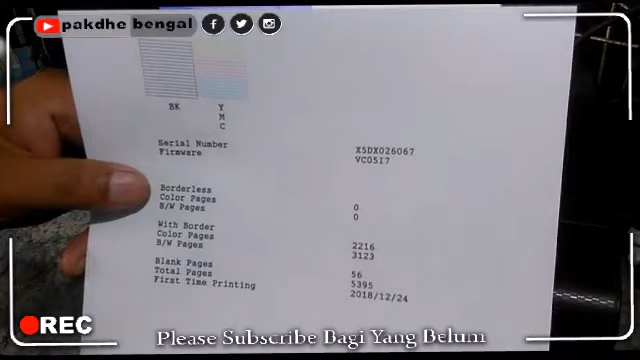 pakdhe bengal
BK
Y
M
C
Serial Number X5DX026067
Firmware VC05I7
Borderless
Color Pages 0
B/W Pages 0
With Border
Color Pages 2216
B/W Pages 3123
Blank Pages 56
Total Pages 5395
First Time Printing 2018/12/24
REC
Please Subscribe Bagi Yang Belum